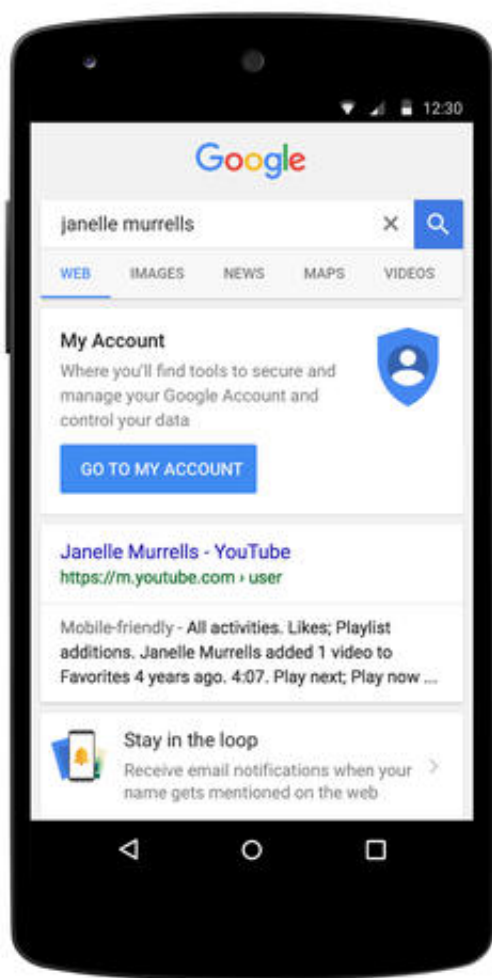 12:30
Google
janelle murrells
WEB IMAGES NEWS MAPS VIDEOS
My Account
Where you'll find tools to secure and
manage your Google Account and
control your data
GO TO MY ACCOUNT
Janelle Murrells - YouTube
https://m.youtube.com › user
Mobile-friendly - All activities. Likes; Playlist
additions. Janelle Murrells added 1 video to
Favorites 4 years ago. 4:07. Play next; Play now ...
Stay in the loop
Receive email notifications when your
name gets mentioned on the web